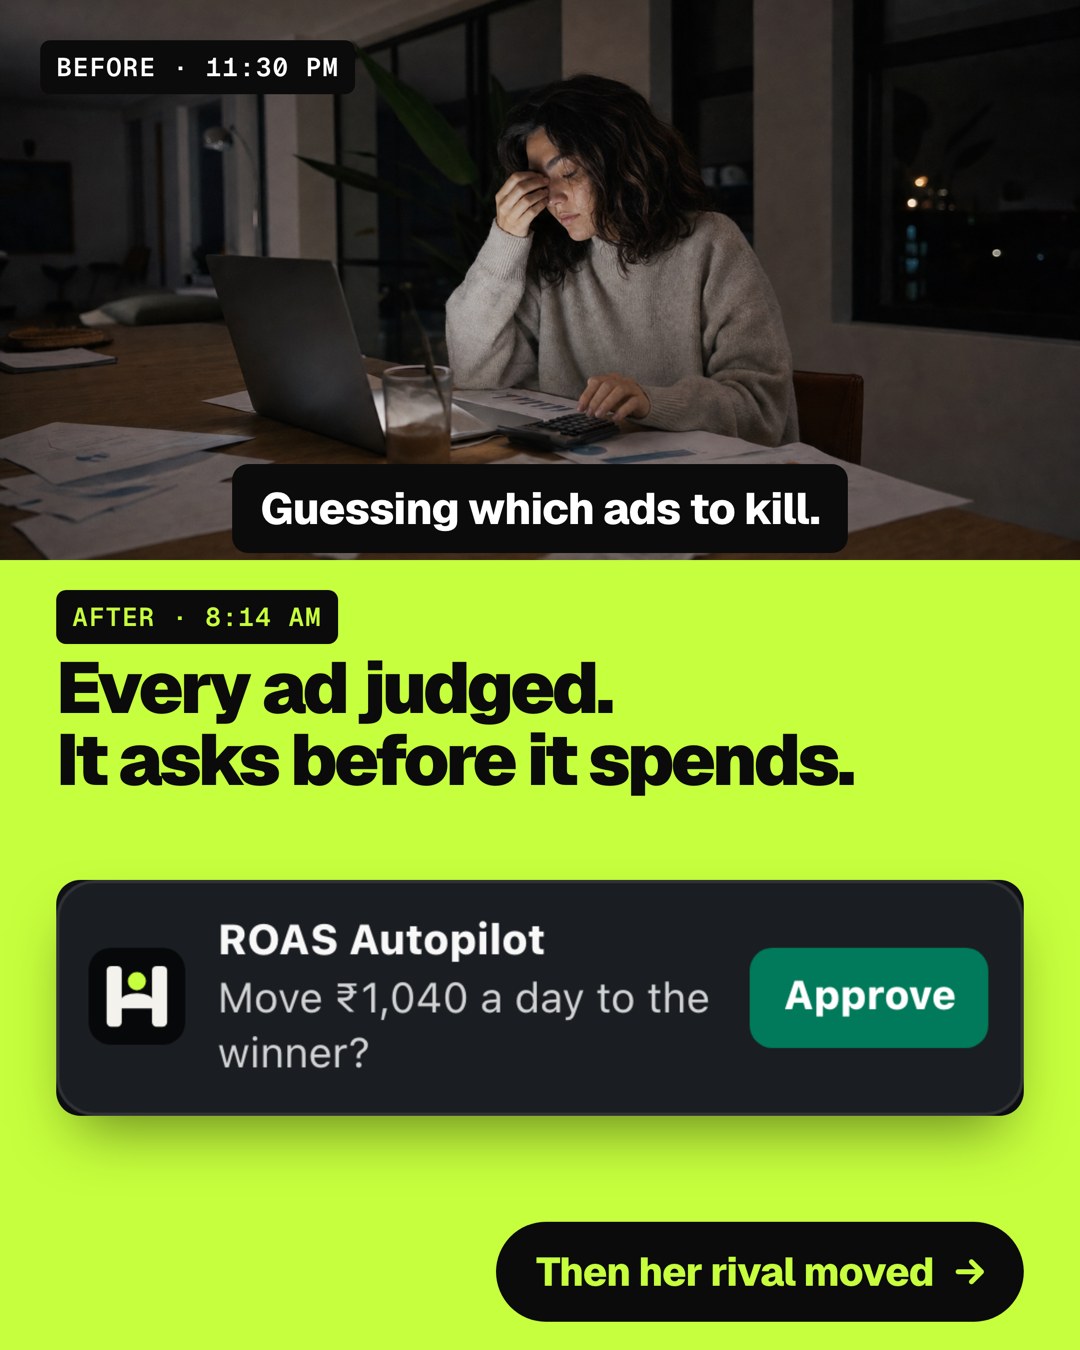 BEFORE · 11:30 PM
Guessing which ads to kill.
AFTER · 8:14 AM
Every ad judged.
It asks before it spends.
ROAS Autopilot
Move ₹1,040 a day to the
winner?
Approve
Then her rival moved →